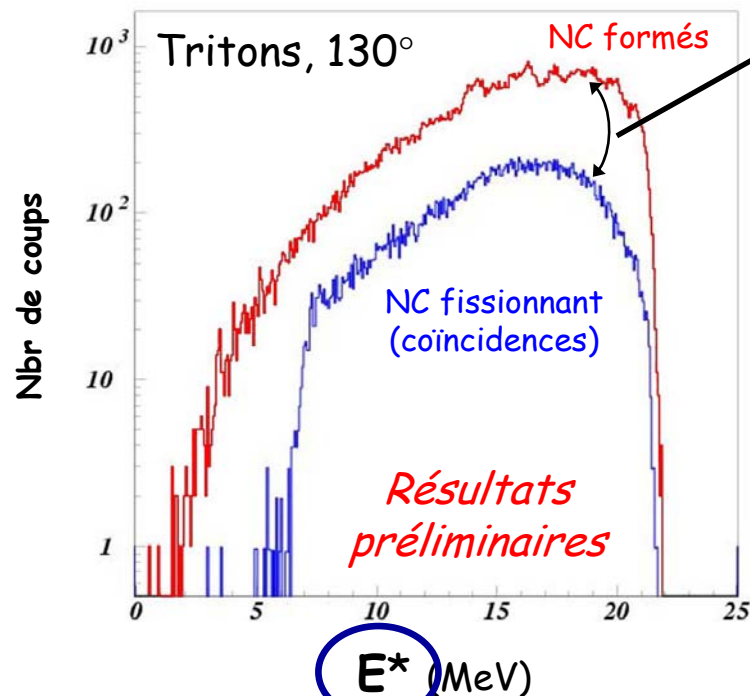 Tritons, 130°
NC formés
Nbr de coups
10³
10²
10
1
NC fissionnant
(coïncidences)
Résultats
préliminaires
0 5 10 15 20 25
E* (MeV)